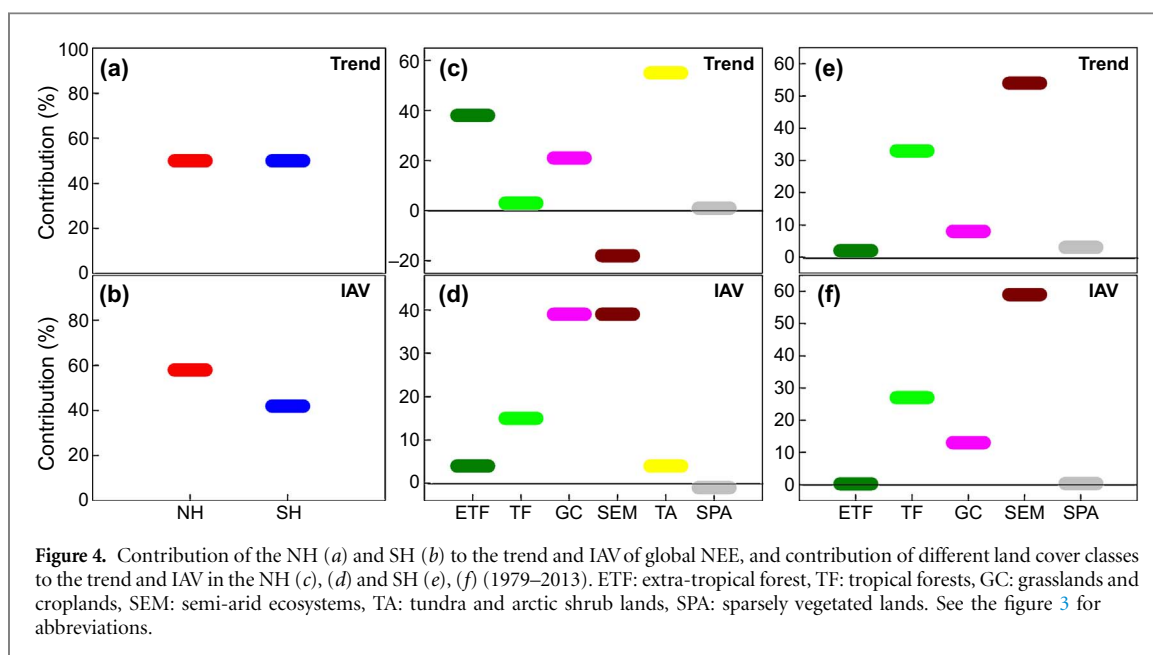 (a)
Trend
Contribution (%)
100
80
60
40
20
0
(c)
Trend
60
40
20
0
–20
(e)
Trend
60
50
40
30
20
10
0
(b)
IAV
Contribution (%)
80
60
40
20
0
NH SH
(d)
IAV
40
30
20
10
0
ETF TF GC SEM TA SPA
(f)
IAV
60
50
40
30
20
10
0
ETF TF GC SEM SPA
Figure 4. Contribution of the NH (a) and SH (b) to the trend and IAV of global NEE, and contribution of different land cover classes
to the trend and IAV in the NH (c), (d) and SH (e), (f) (1979–2013). ETF: extra-tropical forest, TF: tropical forests, GC: grasslands and
croplands, SEM: semi-arid ecosystems, TA: tundra and arctic shrub lands, SPA: sparsely vegetated lands. See the figure 3 for
abbreviations.